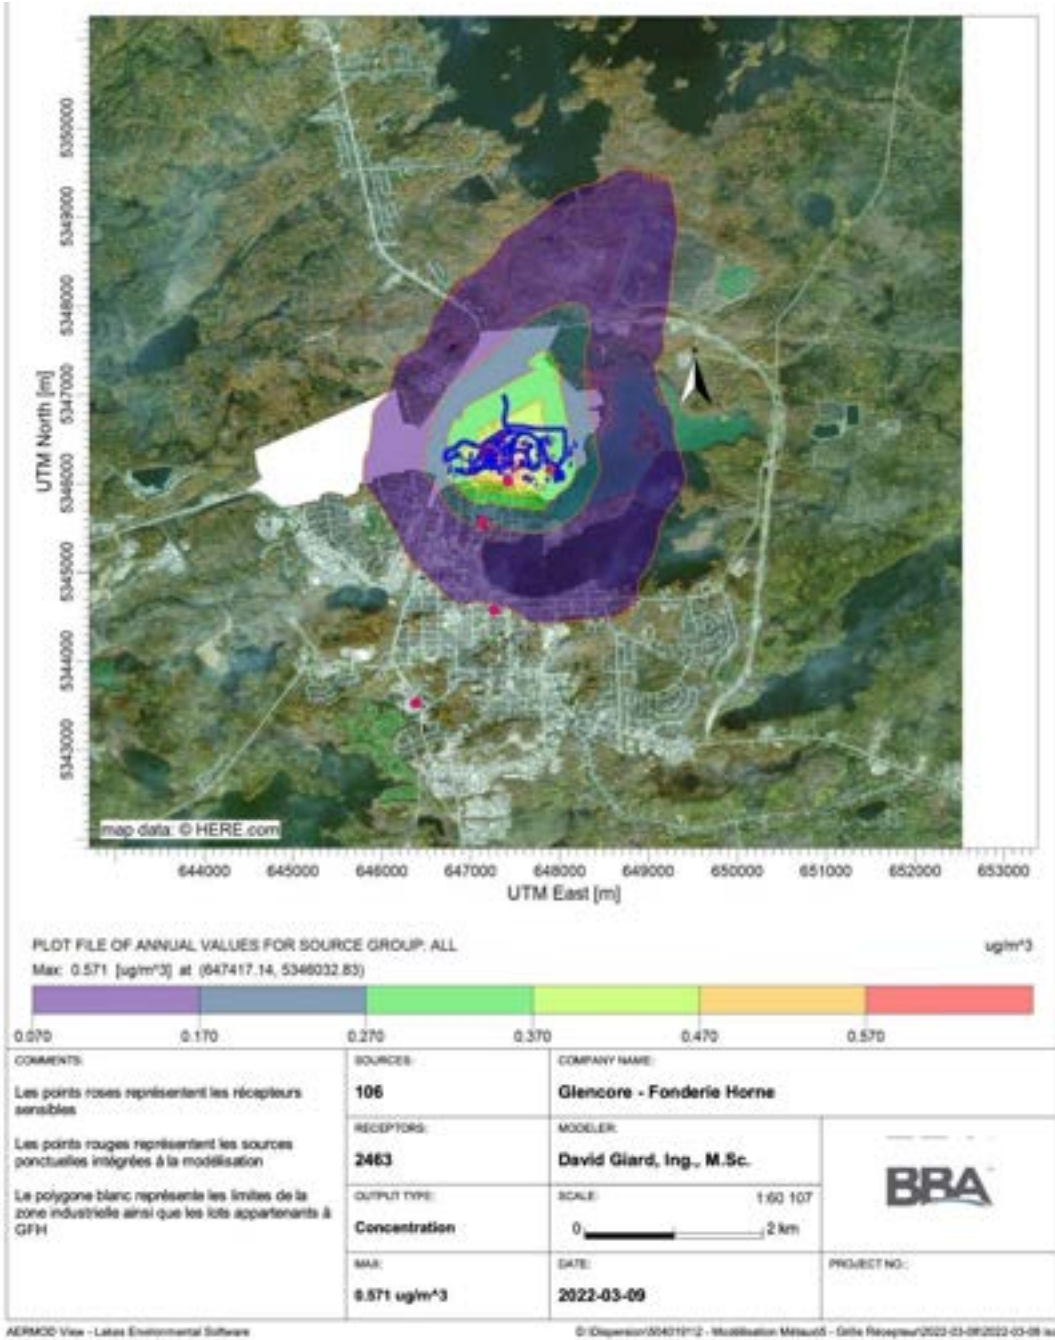 5350000
5349000
5348000
5347000
5346000
5345000
5344000
5343000
UTM North [m]
map data: © HERE.com
644000 645000 646000 647000 648000 649000 650000 651000 652000 653000
UTM East [m]
PLOT FILE OF ANNUAL VALUES FOR SOURCE GROUP: ALL
ug/m^3
Max: 0.571 [ug/m^3] at (647417.14, 5346032.83)
0.070 0.170 0.270 0.370 0.470 0.570
COMMENTS:
Les points roses représentent les récepteurs
sensibles
Les points rouges représentent les sources
ponctuelles intégrées à la modélisation
Le polygone blanc représente les limites de la
zone industrielle ainsi que les lots appartenants à
GFH
SOURCES:
106
RECEPTORS:
2463
OUTPUT TYPE:
Concentration
MAX:
0.571 ug/m^3
COMPANY NAME:
Glencore - Fonderie Horne
MODELER:
David Giard, Ing., M.Sc.
SCALE:
1:60 107
0 2 km
DATE:
2022-03-09
BBA
PROJECT NO.:
AERMOD View - Lakes Environmental Software